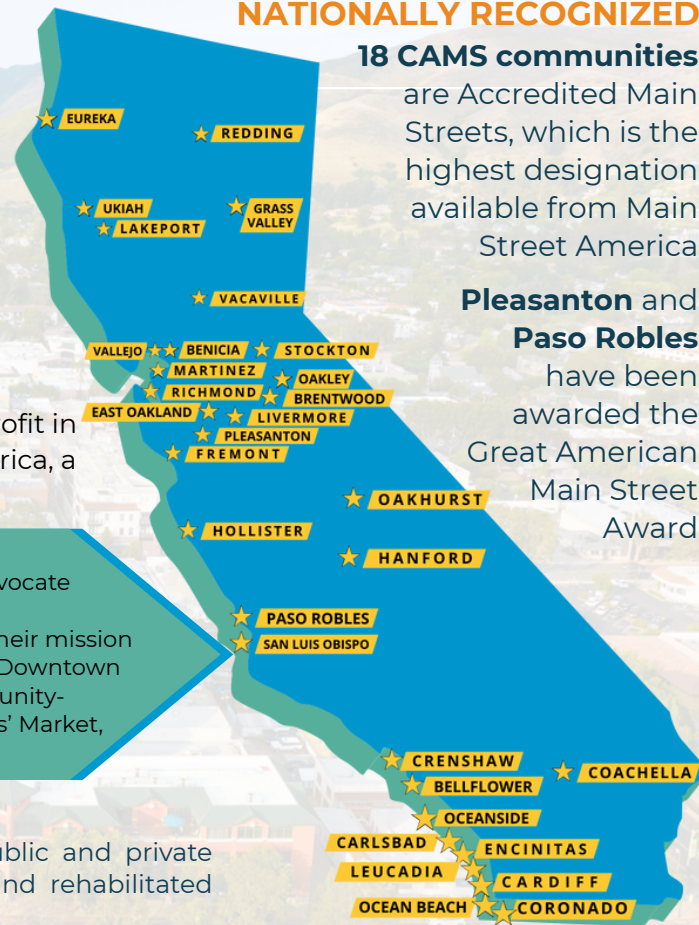 NATIONALLY RECOGNIZED
18 CAMS communities
are Accredited Main
Streets, which is the
highest designation
available from Main
Street America
Pleasanton and
Paso Robles
have been
awarded the
Great American
Main Street
Award
EUREKA
REDDING
UKIAH
LAKEPORT
GRASS
VALLEY
VACAVILLE
VALLEJO
BENICIA
STOCKTON
MARTINEZ
OAKLEY
RICHMOND
BRENTWOOD
EAST OAKLAND
LIVERMORE
PLEASANTON
FREMONT
OAKHURST
HOLLISTER
HANFORD
PASO ROBLES
SAN LUIS OBISPO
CRENSHAW
COACHELLA
BELLFLOWER
OCEANSIDE
CARLSBAD
ENCINITAS
LEUCADIA
CARDIFF
OCEAN BEACH
CORONADO
ofit in
rica, a
vocate
heir mission
Downtown
unity-
s' Market,
ublic and private
nd rehabilitated